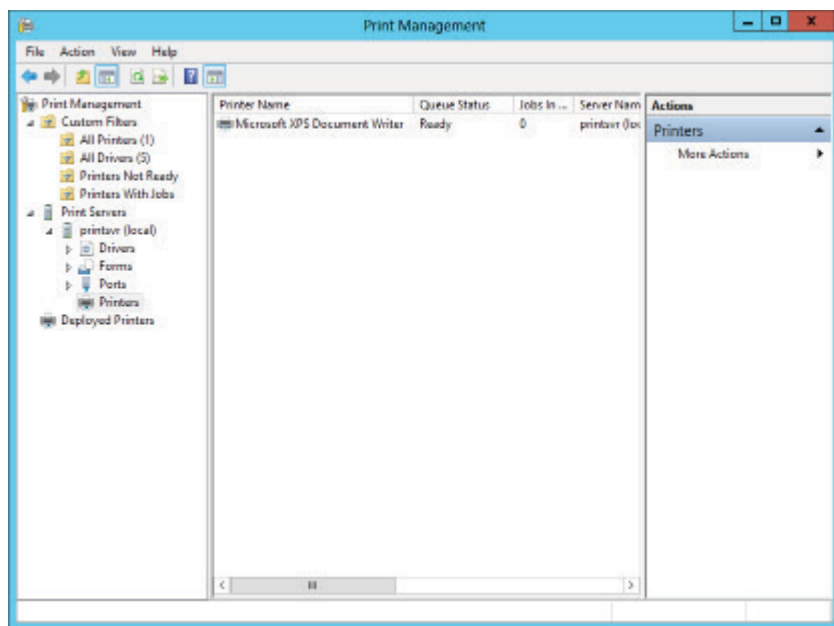 Print Management
File Action View Help
Print Management
Custom Filters
All Printers (1)
All Drivers (5)
Printers Not Ready
Printers With Jobs
Print Servers
printsvr (local)
Drivers
Forms
Ports
Printers
Deployed Printers
Printer Name Queue Status Jobs In ... Server Nam
Microsoft XPS Document Writer Ready 0 printsvr (loc
Actions
Printers
More Actions